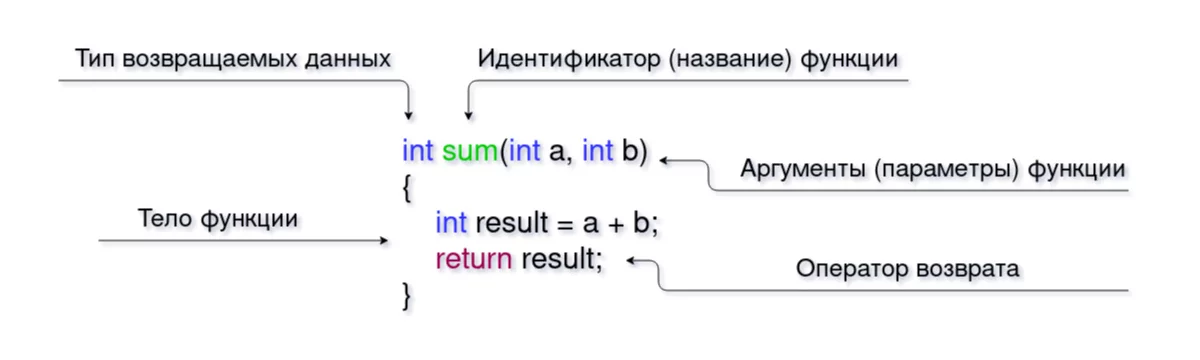 Тип возвращаемых данных
Идентификатор (название) функции
int sum(int a, int b)
Аргументы (параметры) функции
{
Тело функции
int result = a + b;
return result;
Оператор возврата
}